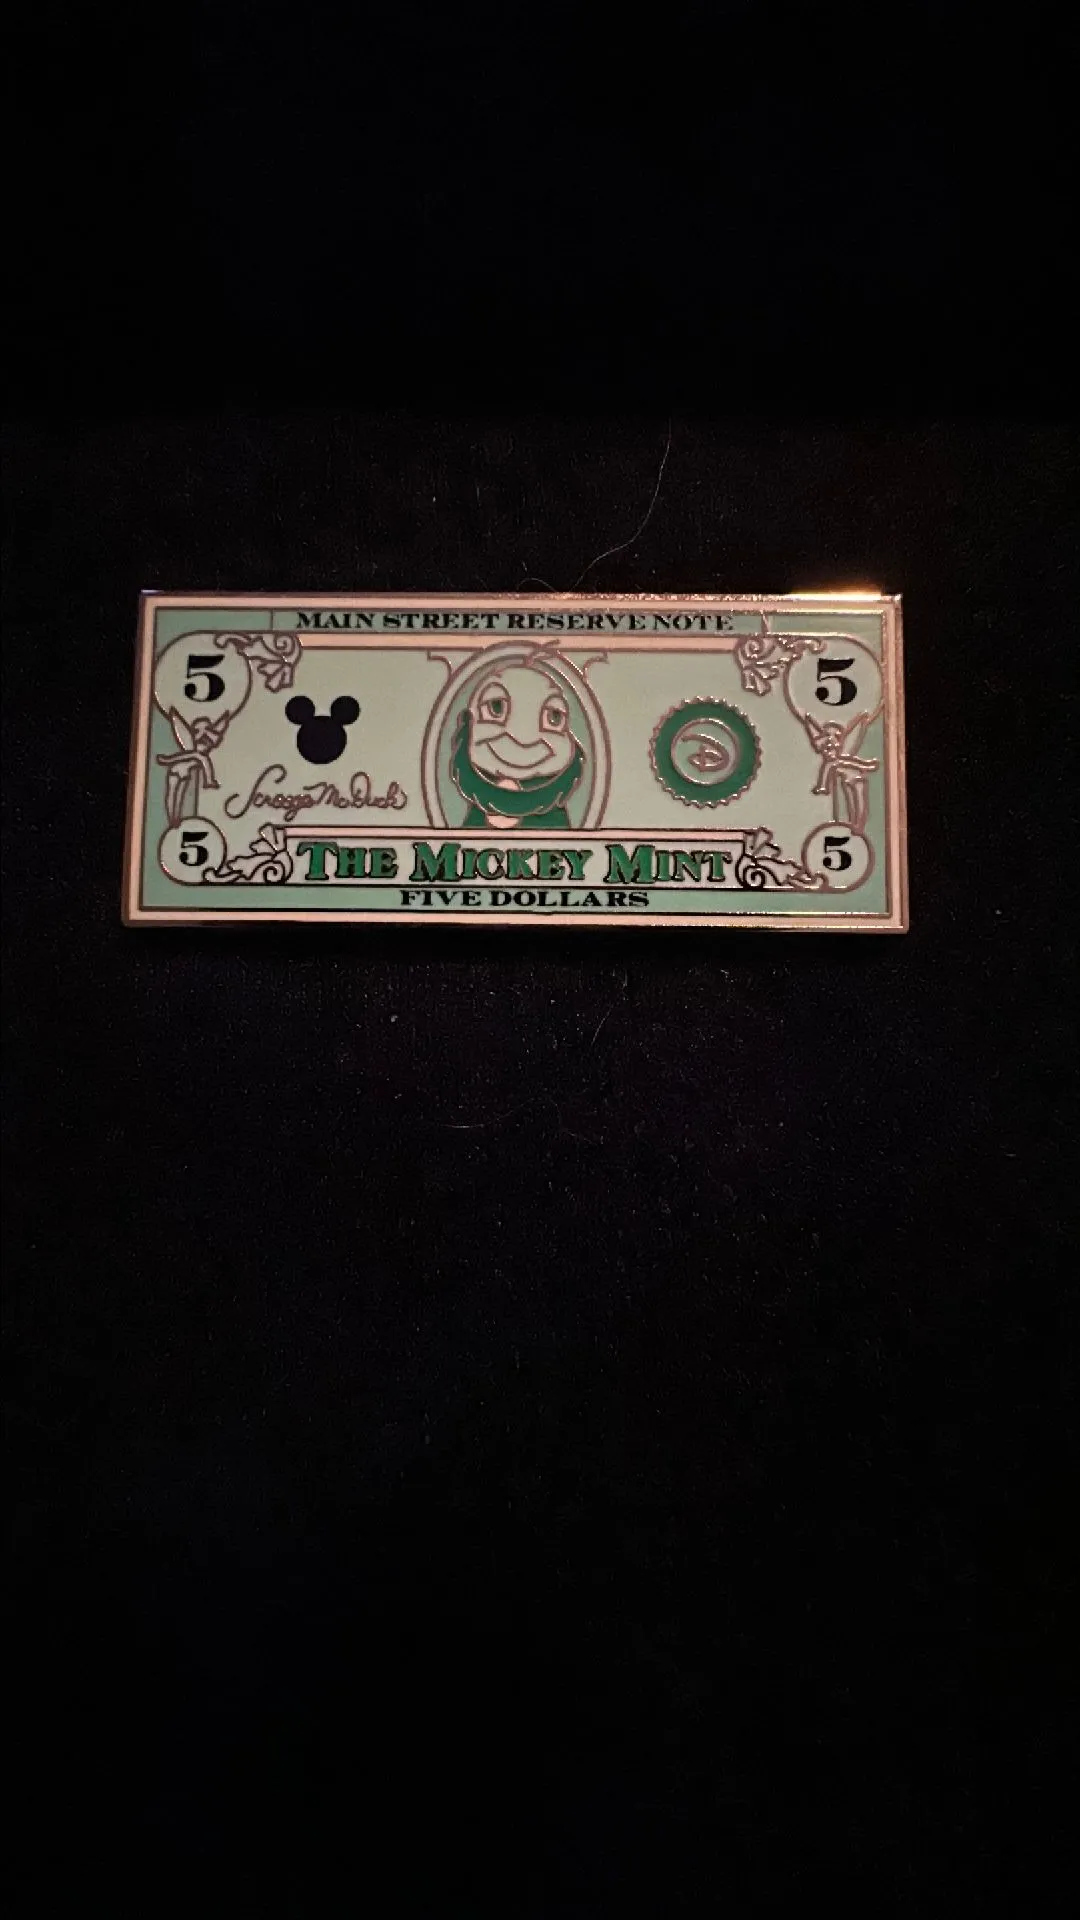 MAIN STREET RESERVE NOTE
5
5
Scrooge McDuck
5
THE MICKEY MINT
5
FIVE DOLLARS